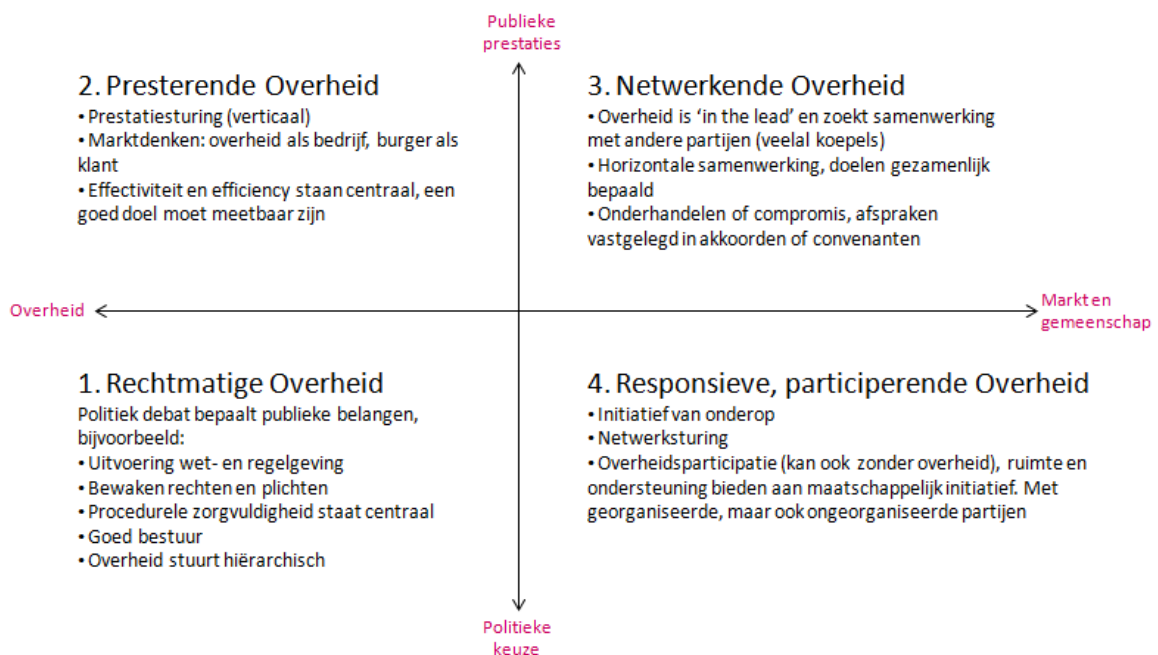 Publieke
prestaties
2. Presterende Overheid
• Prestatiesturing (verticaal)
• Marktdenken: overheid als bedrijf, burger als
klant
• Effectiviteit en efficiency staan centraal, een
goed doel moet meetbaar zijn
3. Netwerkende Overheid
• Overheid is ‘in the lead’ en zoekt samenwerking
met andere partijen (veelal koepels)
• Horizontale samenwerking, doelen gezamenlijk
bepaald
• Onderhandelen of compromis, afspraken
vastgelegd in akkoorden of convenanten
Overheid
Markt en
gemeenschap
1. Rechtmatige Overheid
Politiek debat bepaalt publieke belangen,
bijvoorbeeld:
• Uitvoering wet- en regelgeving
• Bewaken rechten en plichten
• Procedurele zorgvuldigheid staat centraal
• Goed bestuur
• Overheid stuurt hiërarchisch
4. Responsieve, participerende Overheid
• Initiatief van onderop
• Netwerksturing
• Overheidsparticipatie (kan ook zonder overheid), ruimte en
ondersteuning bieden aan maatschappelijk initiatief. Met
georganiseerde, maar ook ongeorganiseerde partijen
Politieke
keuze